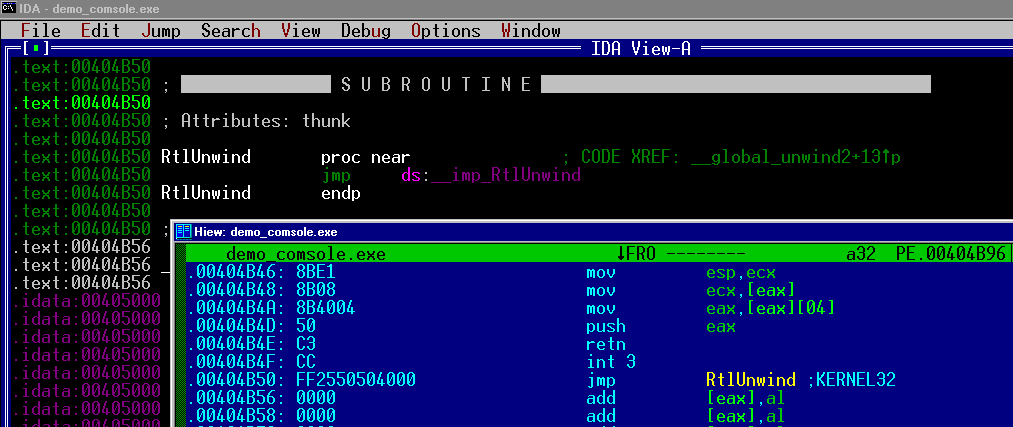 IDA - demo_comsole.exe
File Edit Jump Search View Debug Options Window
[▪] IDA View-A
.text:00404B50
.text:00404B50 ; S U B R O U T I N E
.text:00404B50
.text:00404B50 ; Attributes: thunk
.text:00404B50
.text:00404B50 RtlUnwind proc near ; CODE XREF: __global_unwind2+13↑p
.text:00404B50 jmp ds:__imp_RtlUnwind
.text:00404B50 RtlUnwind endp
.text:00404B50
.text:00404B50 ;
.text:00404B56
.text:00404B56 _
.text:00404B56
.idata:00405000
.idata:00405000
.idata:00405000
.idata:00405000
.idata:00405000
.idata:00405000
.idata:00405000
Hiew: demo_comsole.exe
demo_comsole.exe ↓FRO -------- a32 PE.00404B96
.00404B46: 8BE1 mov esp,ecx
.00404B48: 8B08 mov ecx,[eax]
.00404B4A: 8B4004 mov eax,[eax][04]
.00404B4D: 50 push eax
.00404B4E: C3 retn
.00404B4F: CC int 3
.00404B50: FF2550504000 jmp RtlUnwind ;KERNEL32
.00404B56: 0000 add [eax],al
.00404B58: 0000 add [eax],al